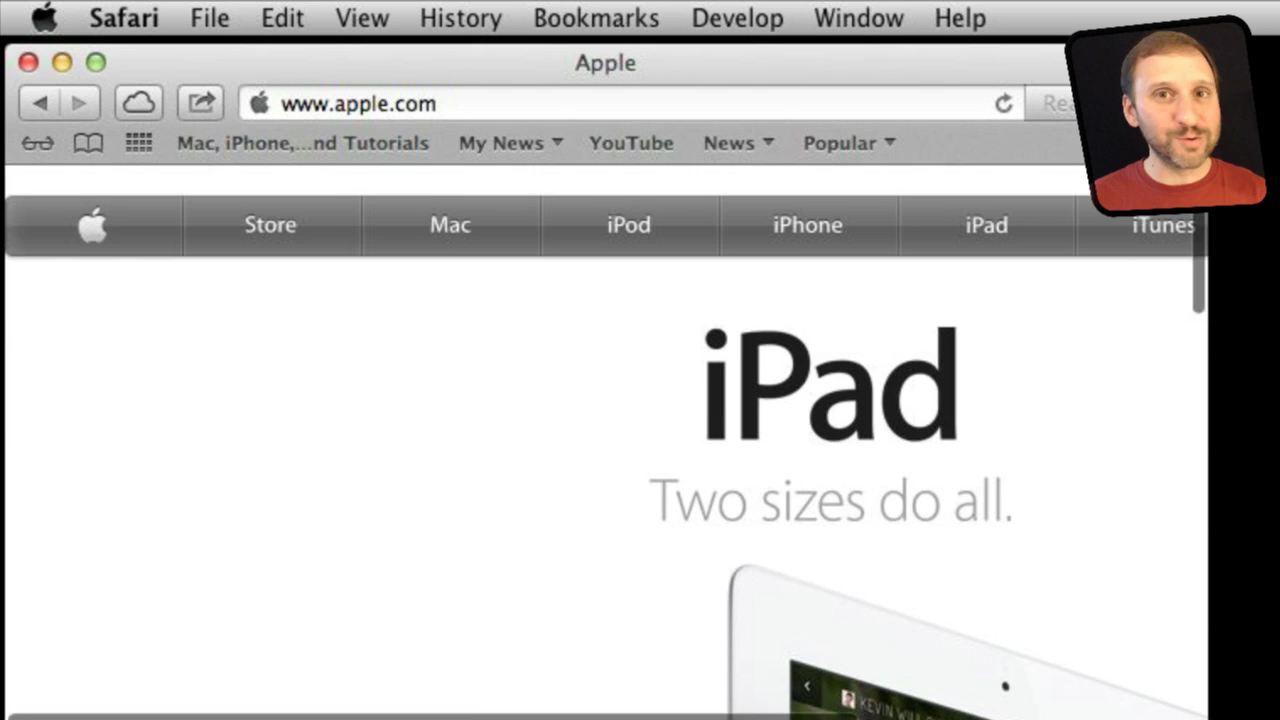 Safari File Edit View History Bookmarks Develop Window Help
Apple
www.apple.com
Mac, iPhone,...nd Tutorials My News YouTube News Popular
Store Mac iPod iPhone iPad iTunes
iPad
Two sizes do all.
KEVIN